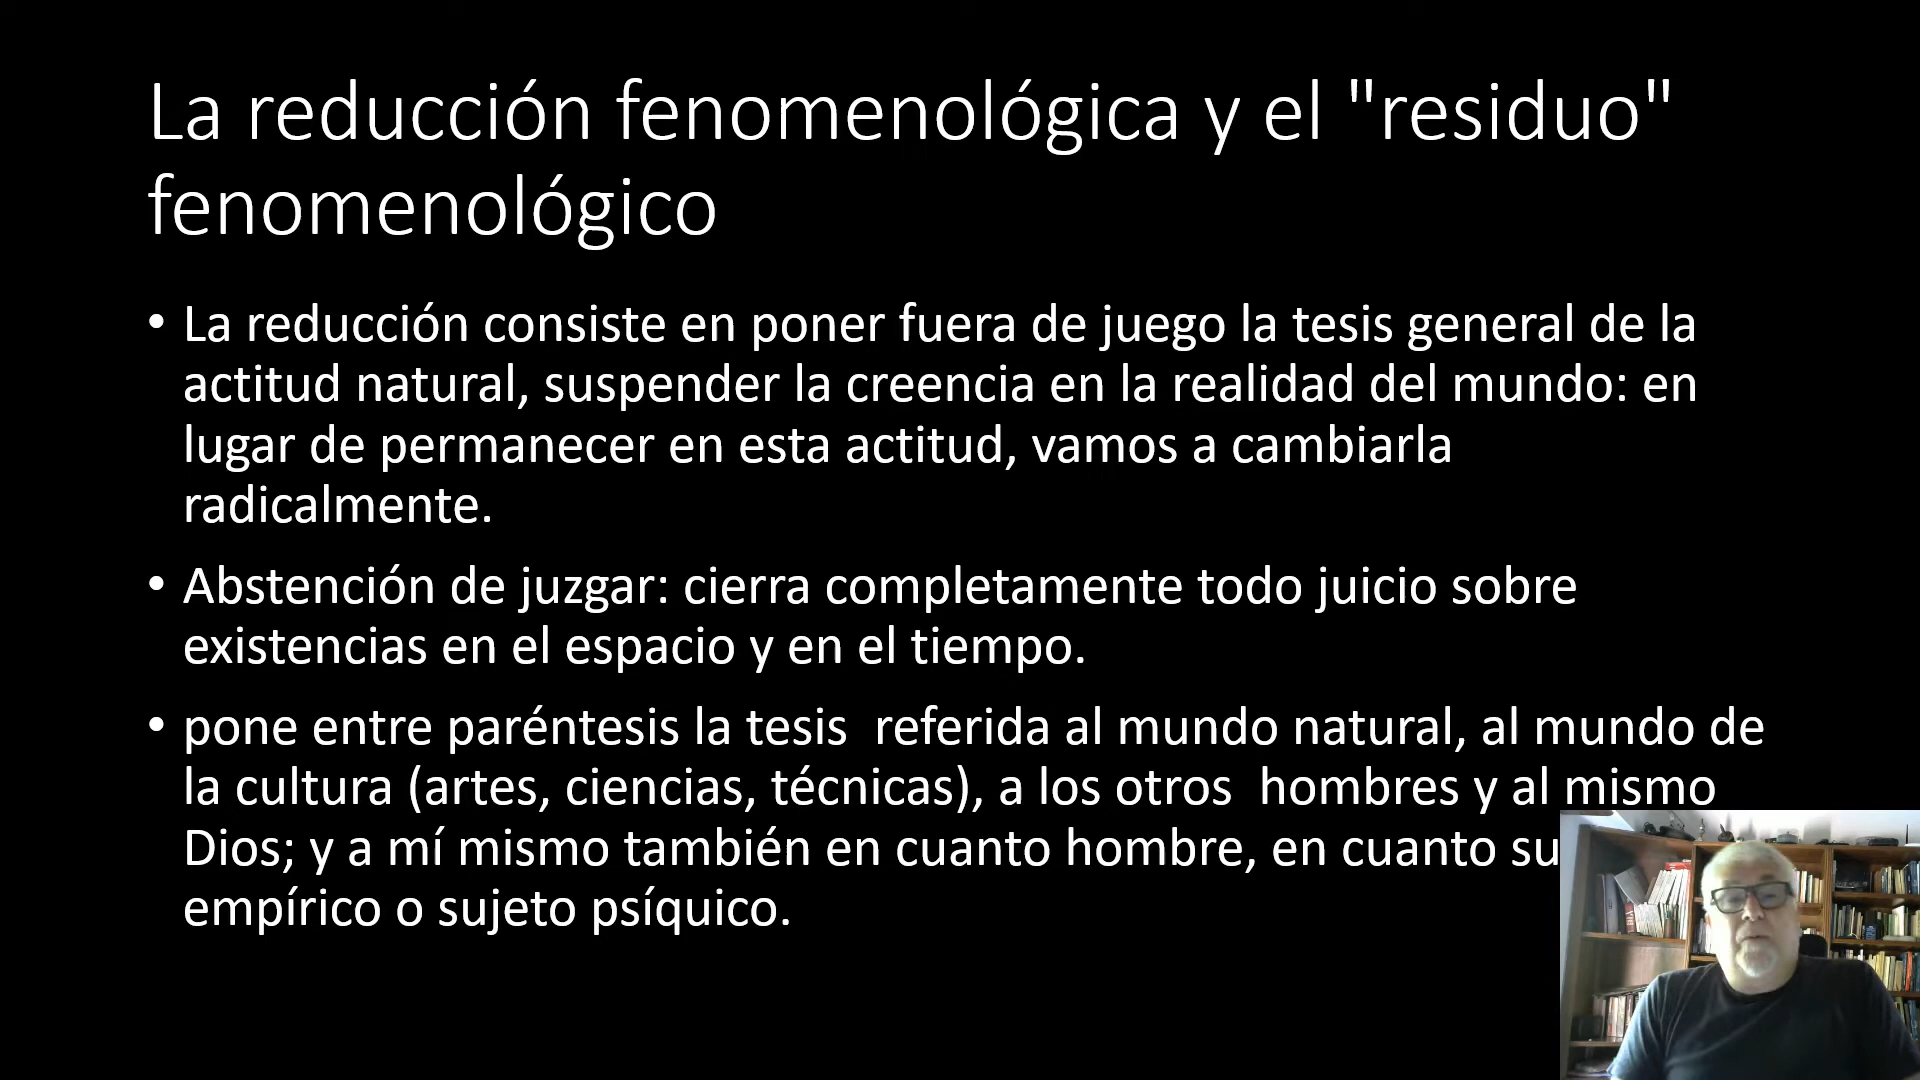 La reducción fenomenológica y el "residuo"
fenomenológico
• La reducción consiste en poner fuera de juego la tesis general de la
actitud natural, suspender la creencia en la realidad del mundo: en
lugar de permanecer en esta actitud, vamos a cambiarla
radicalmente.
• Abstención de juzgar: cierra completamente todo juicio sobre
existencias en el espacio y en el tiempo.
• pone entre paréntesis la tesis  referida al mundo natural, al mundo de
la cultura (artes, ciencias, técnicas), a los otros  hombres y al mismo
Dios; y a mí mismo también en cuanto hombre, en cuanto su
empírico o sujeto psíquico.